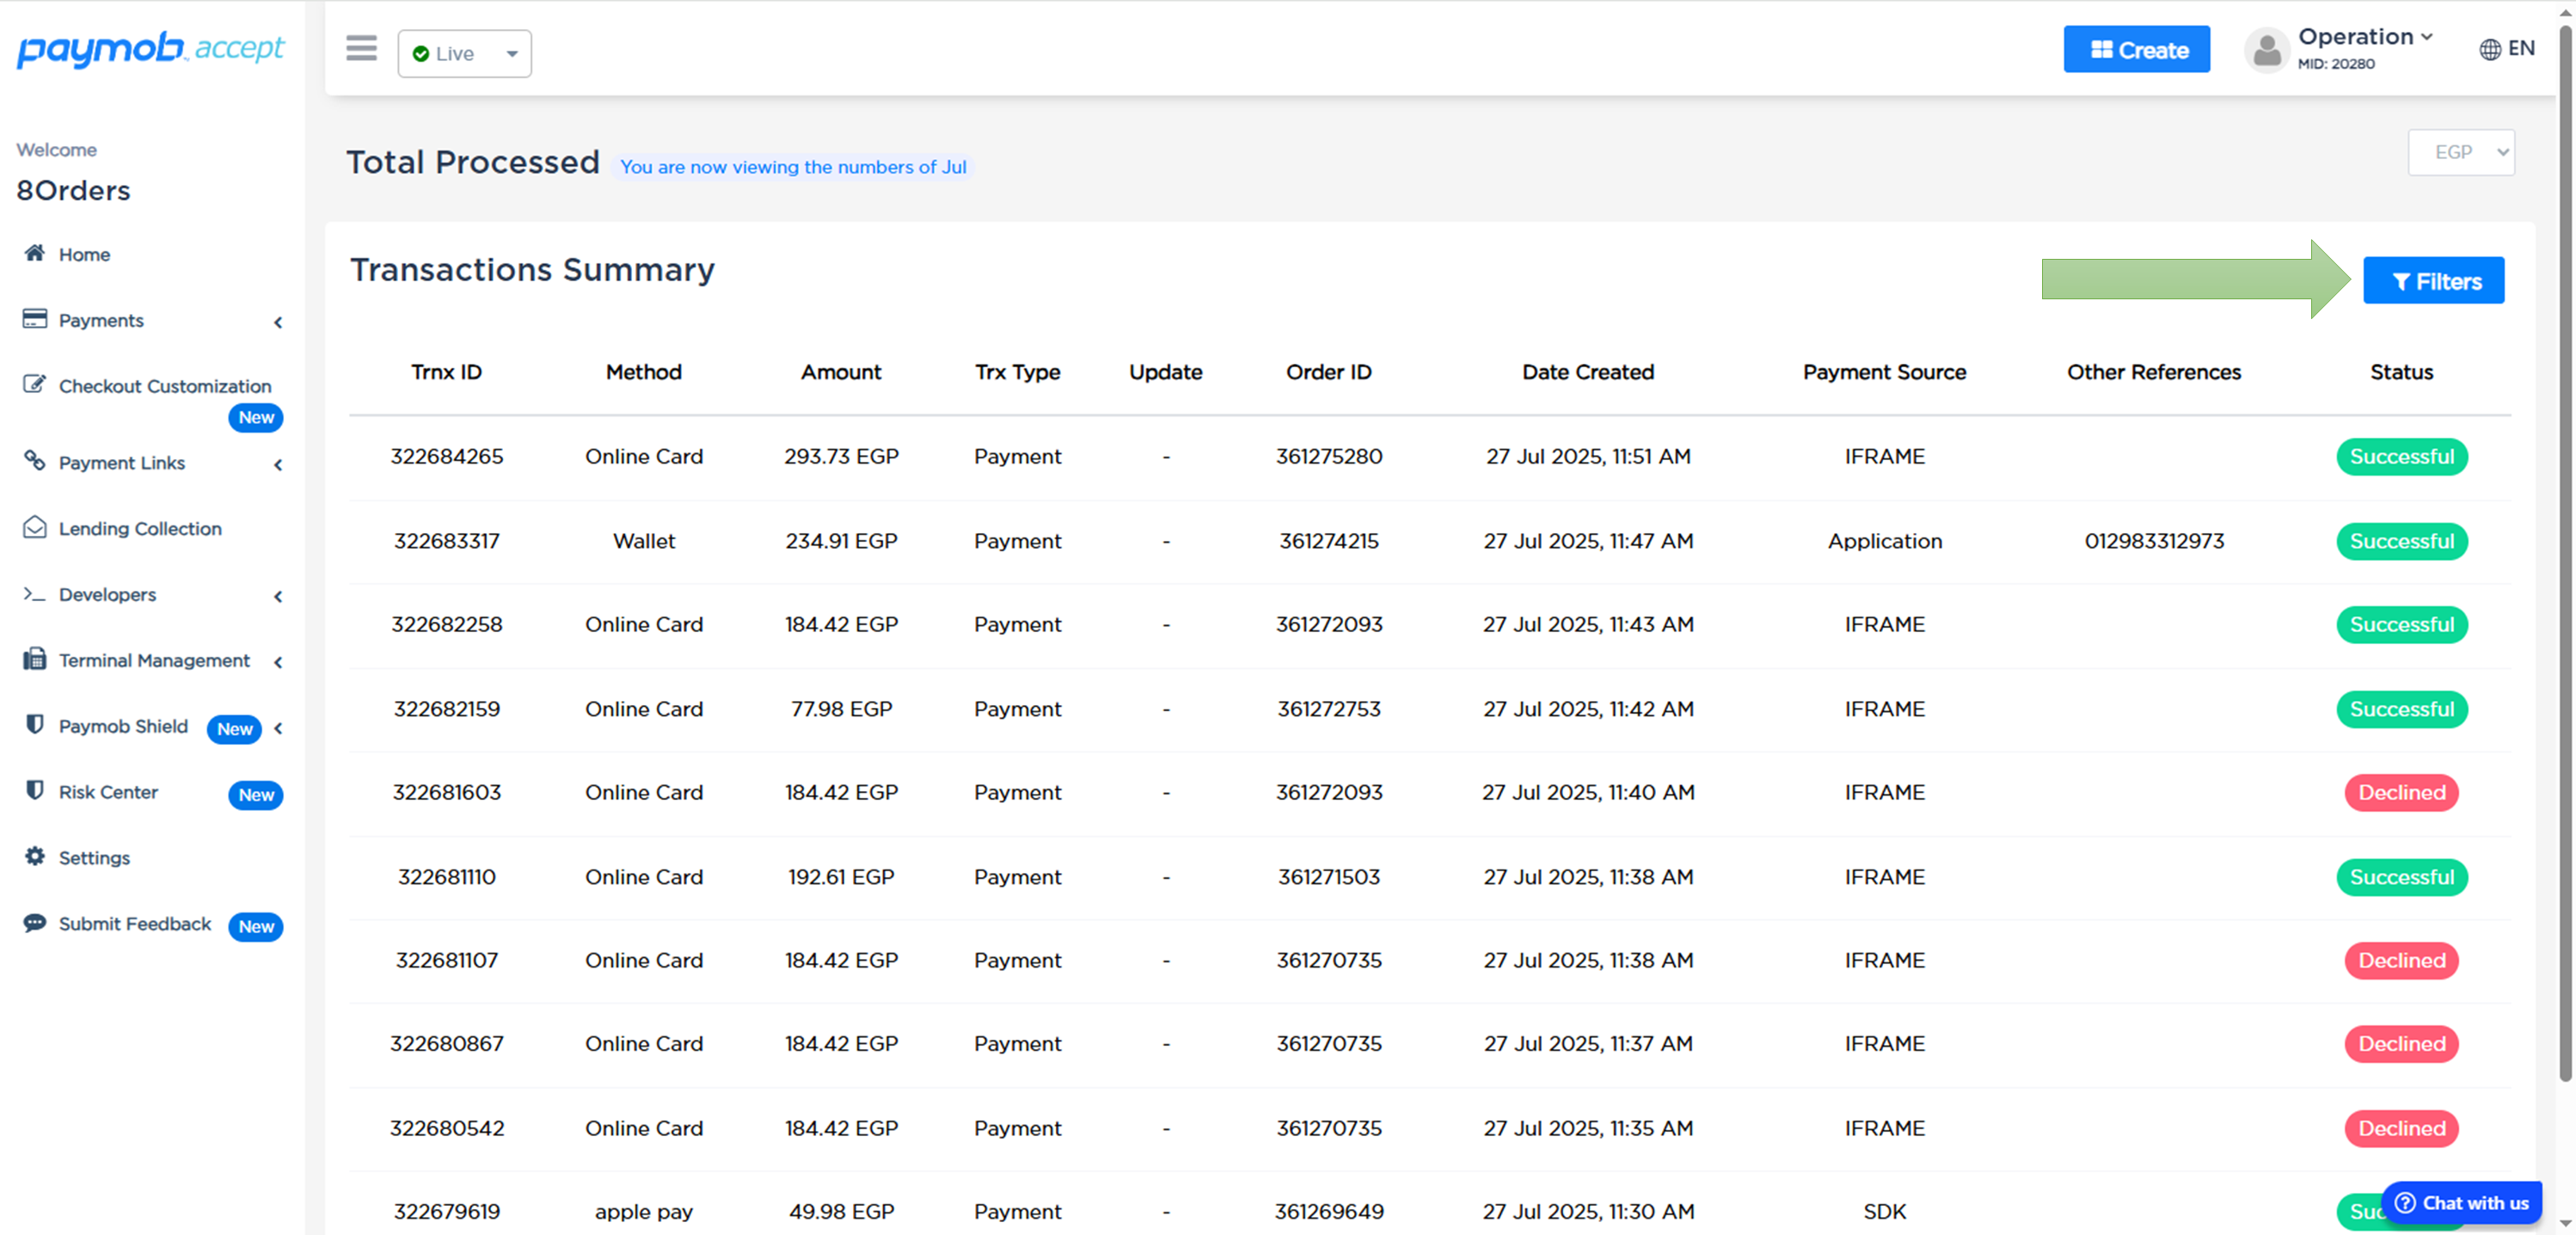 paymob accept
Live
Create
Operation
MID: 20280
EN
Welcome
8Orders
Home
Payments
Checkout Customization
New
Payment Links
Lending Collection
Developers
Terminal Management
Paymob Shield New
Risk Center New
Settings
Submit Feedback New
Total Processed You are now viewing the numbers of Jul
EGP
Transactions Summary
Filters
Trnx ID Method Amount Trx Type Update Order ID Date Created Payment Source Other References Status
322684265 Online Card 293.73 EGP Payment - 361275280 27 Jul 2025, 11:51 AM IFRAME Successful
322683317 Wallet 234.91 EGP Payment - 361274215 27 Jul 2025, 11:47 AM Application 012983312973 Successful
322682258 Online Card 184.42 EGP Payment - 361272093 27 Jul 2025, 11:43 AM IFRAME Successful
322682159 Online Card 77.98 EGP Payment - 361272753 27 Jul 2025, 11:42 AM IFRAME Successful
322681603 Online Card 184.42 EGP Payment - 361272093 27 Jul 2025, 11:40 AM IFRAME Declined
322681110 Online Card 192.61 EGP Payment - 361271503 27 Jul 2025, 11:38 AM IFRAME Successful
322681107 Online Card 184.42 EGP Payment - 361270735 27 Jul 2025, 11:38 AM IFRAME Declined
322680867 Online Card 184.42 EGP Payment - 361270735 27 Jul 2025, 11:37 AM IFRAME Declined
322680542 Online Card 184.42 EGP Payment - 361270735 27 Jul 2025, 11:35 AM IFRAME Declined
322679619 apple pay 49.98 EGP Payment - 361269649 27 Jul 2025, 11:30 AM SDK
Chat with us